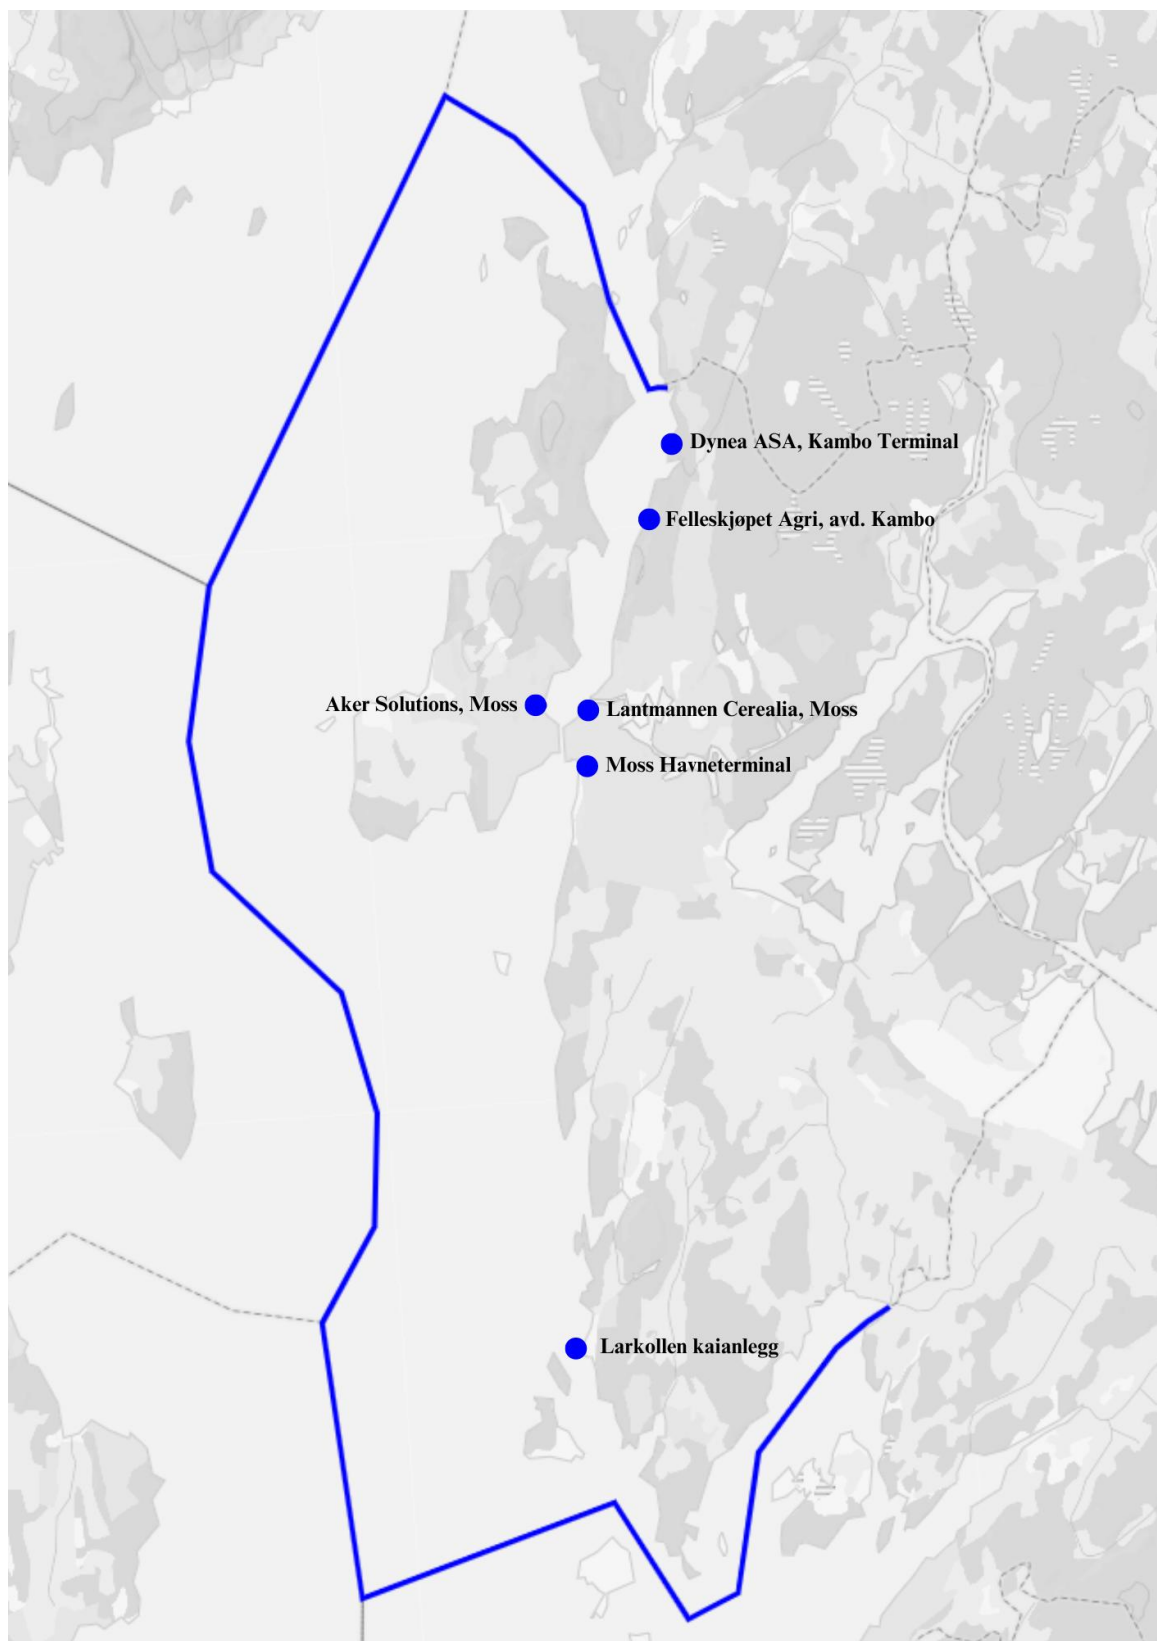 Dynea ASA, Kambo Terminal
Felleskjøpet Agri, avd. Kambo
Aker Solutions, Moss
Lantmannen Cerealia, Moss
Moss Havneterminal
Larkollen kaianlegg